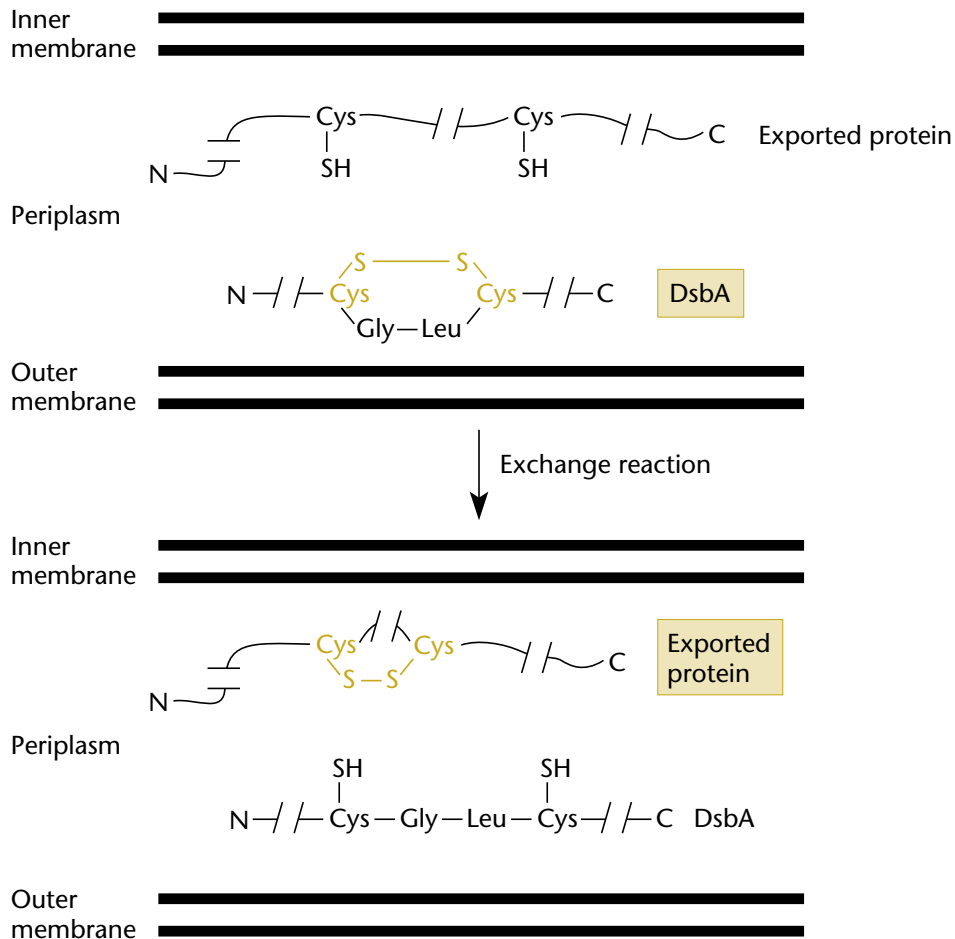 Inner
membrane
Cys Cys
C Exported protein
N SH SH
Periplasm
S S
N Cys Cys C DsbA
Gly Leu
Outer
membrane
Exchange reaction
Inner
membrane
Cys Cys Exported
C protein
S S
N
Periplasm
SH SH
N Cys Gly Leu Cys C DsbA
Outer
membrane